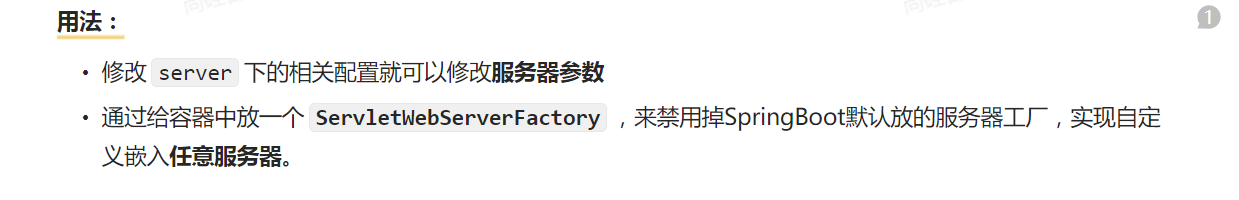 用法：
1
• 修改 server 下的相关配置就可以修改服务器参数
• 通过给容器中放一个 ServletWebServerFactory ，来禁用掉SpringBoot默认放的服务器工厂，实现自定
义嵌入任意服务器。